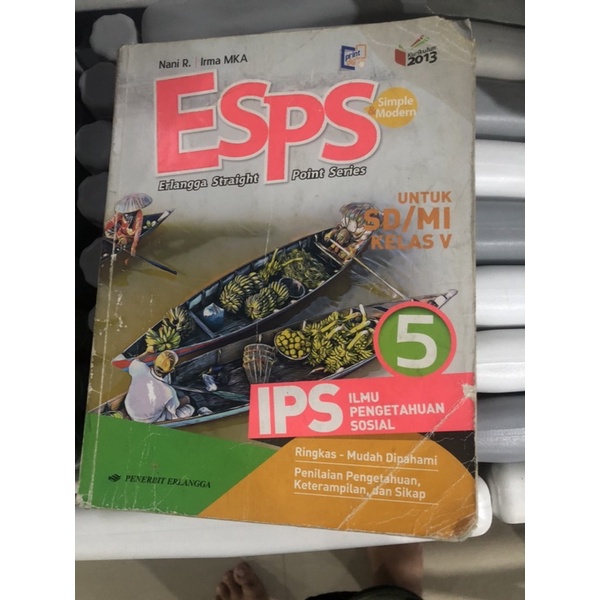 Nani R. | Irma MKA
print
Kurikulum
2013
ESPS
Simple
Modern
Erlangga Straight Point Series
UNTUK
SD/MI
KELAS V
5
IPS
ILMU
PENGETAHUAN
SOSIAL
Ringkas - Mudah Dipahami
Penilaian Pengetahuan,
Keterampilan, dan Sikap
PENERBIT ERLANGGA